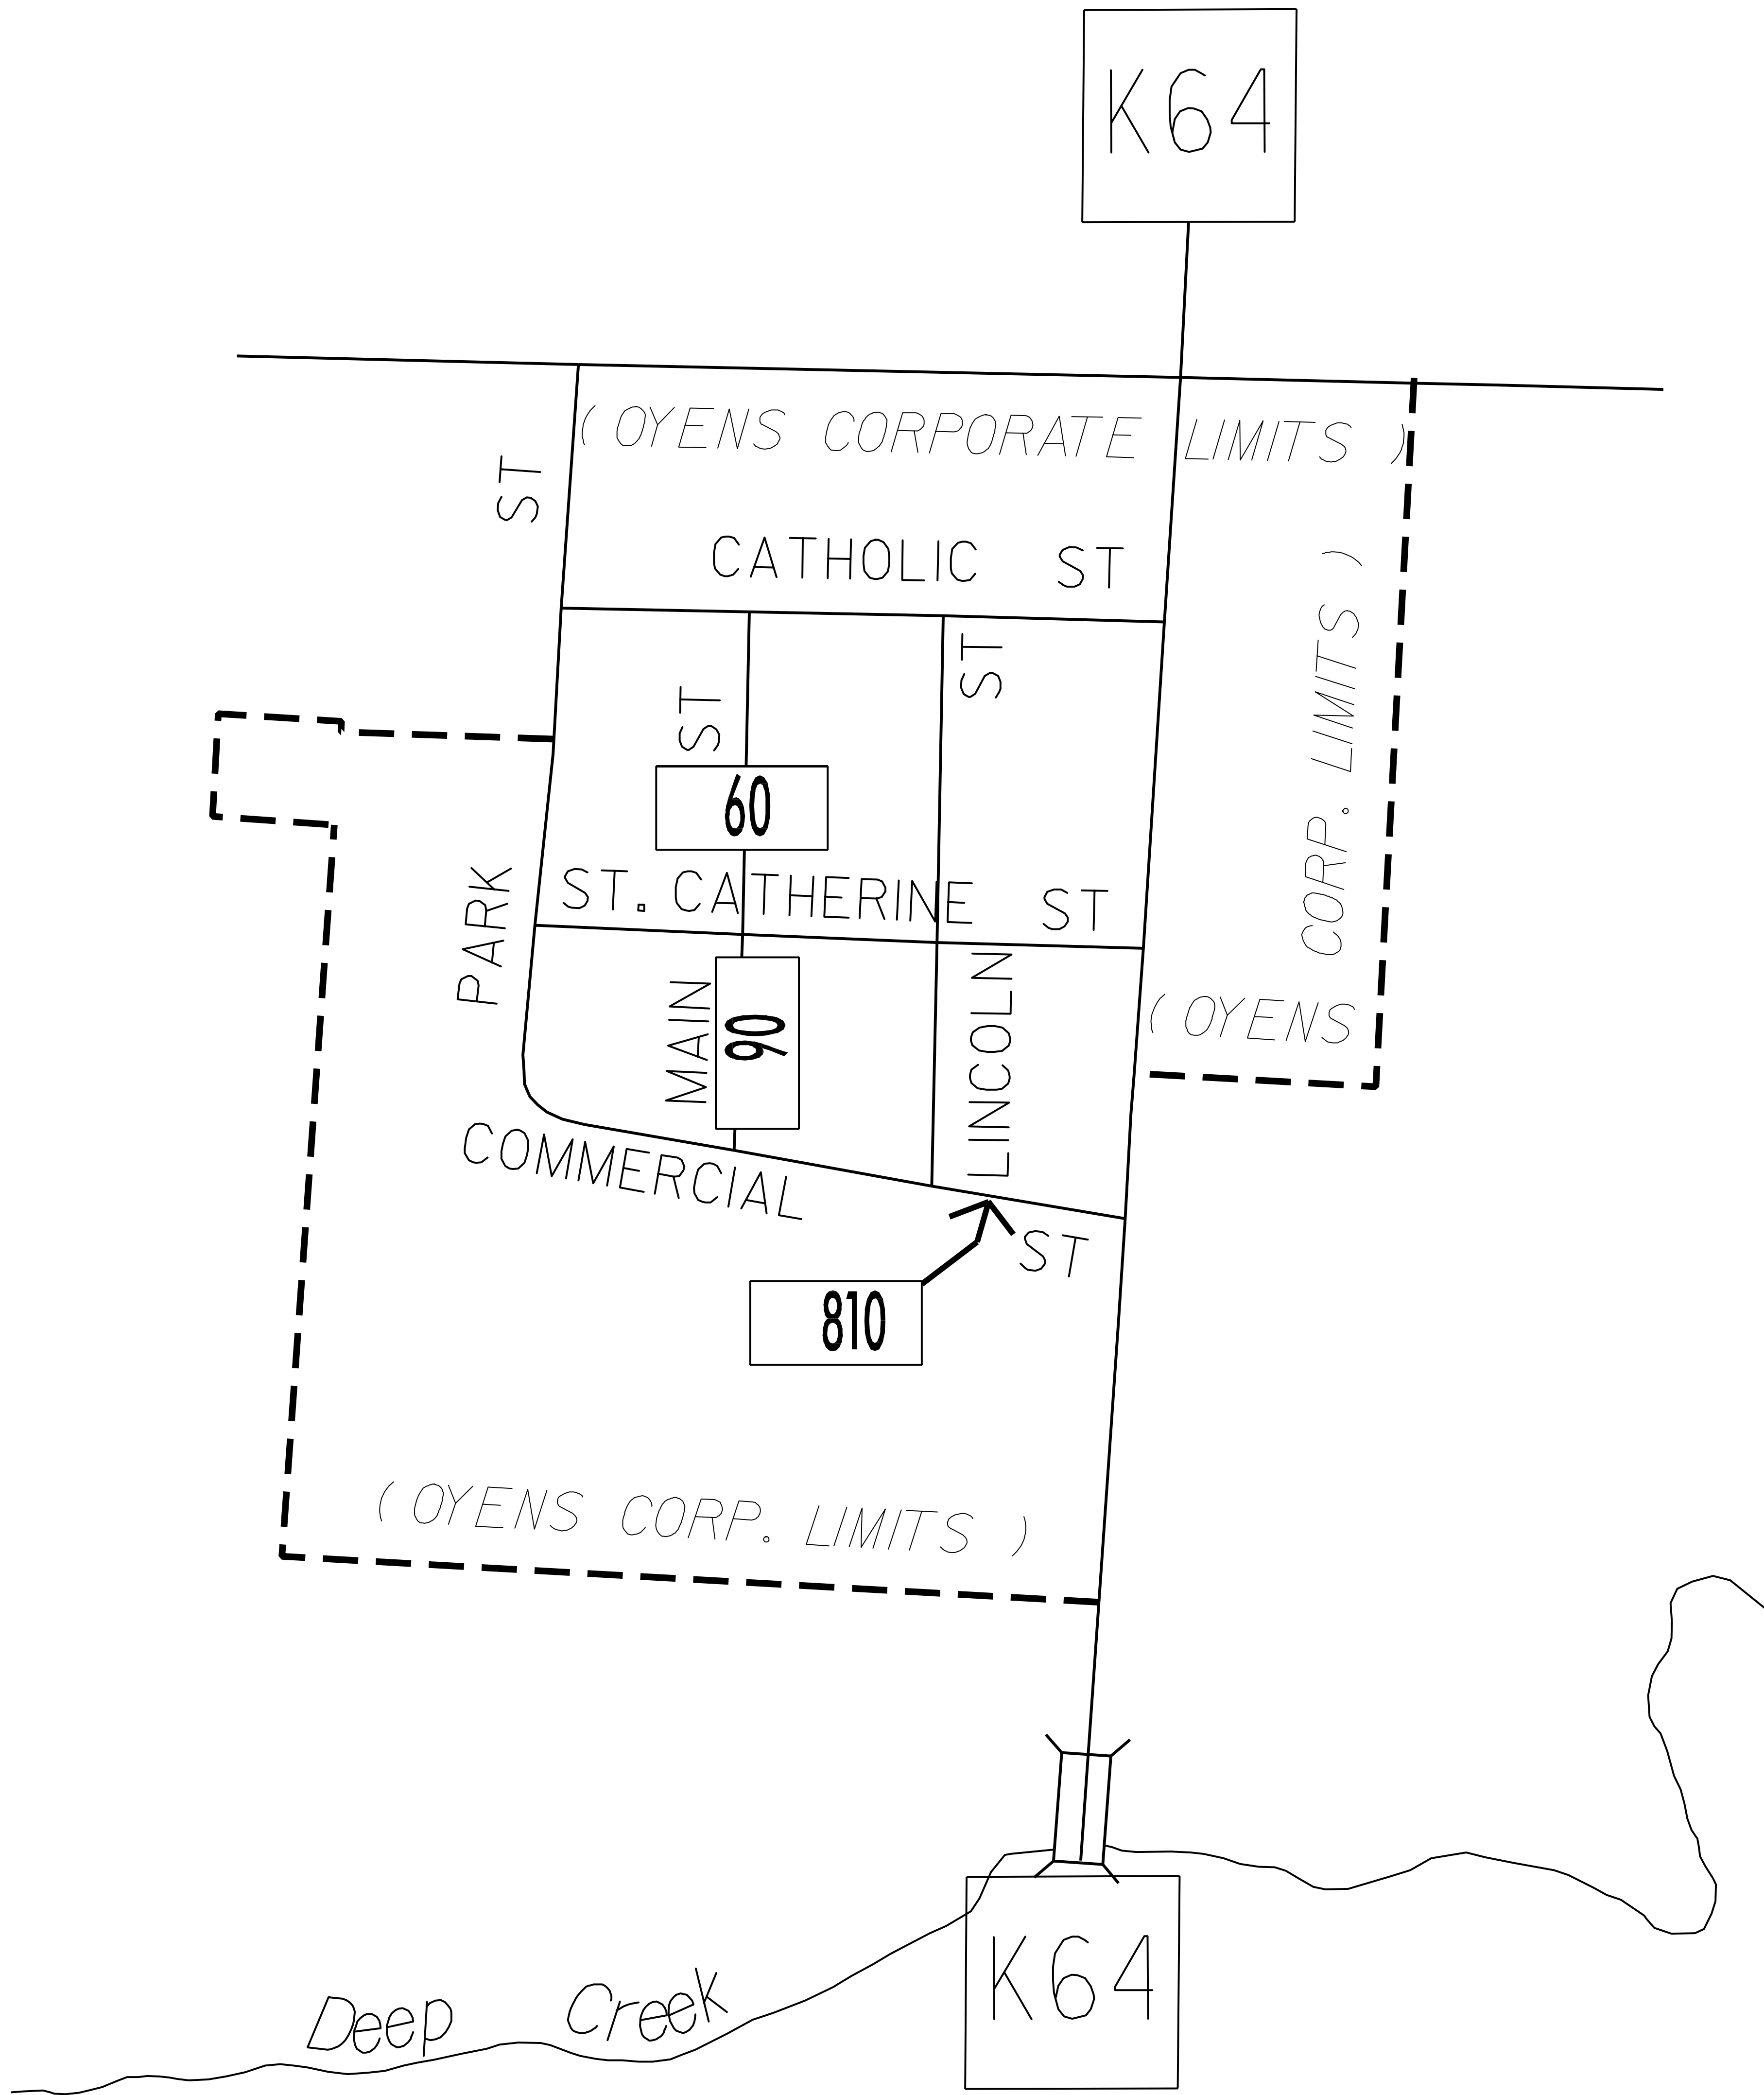 K64
(OYENS CORPORATE LIMITS)
CATHOLIC ST
PARK ST
MAIN ST
LINCOLN ST
60
ST. CATHERINE ST
90
(OYENS CORP. LIMITS)
COMMERCIAL ST
810
(OYENS CORP. LIMITS)
K64
Deep Creek